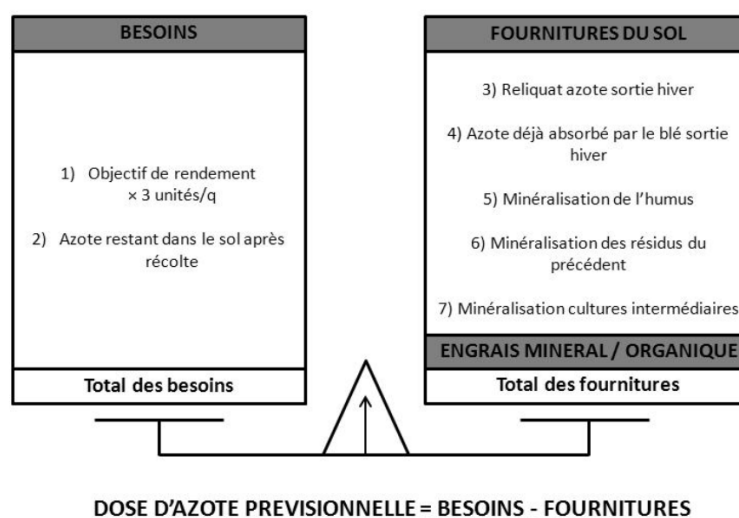 BESOINS
1) Objectif de rendement
× 3 unités/q
2) Azote restant dans le sol après
récolte
Total des besoins
FOURNITURES DU SOL
3) Reliquat azote sortie hiver
4) Azote déjà absorbé par le blé sortie
hiver
5) Minéralisation de l'humus
6) Minéralisation des résidus du
précédent
7) Minéralisation cultures intermédiaires
ENGRAIS MINERAL / ORGANIQUE
Total des fournitures
DOSE D'AZOTE PREVISIONNELLE = BESOINS - FOURNITURES